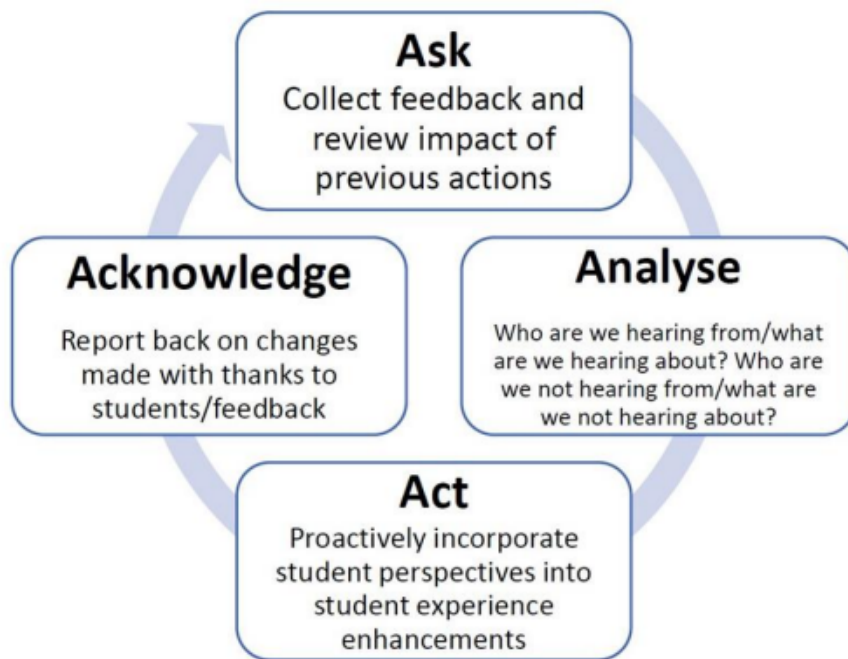 Ask
Collect feedback and
review impact of
previous actions
Analyse
Who are we hearing from/what
are we hearing about? Who are
we not hearing from/what are
we not hearing about?
Act
Proactively incorporate
student perspectives into
student experience
enhancements
Acknowledge
Report back on changes
made with thanks to
students/feedback